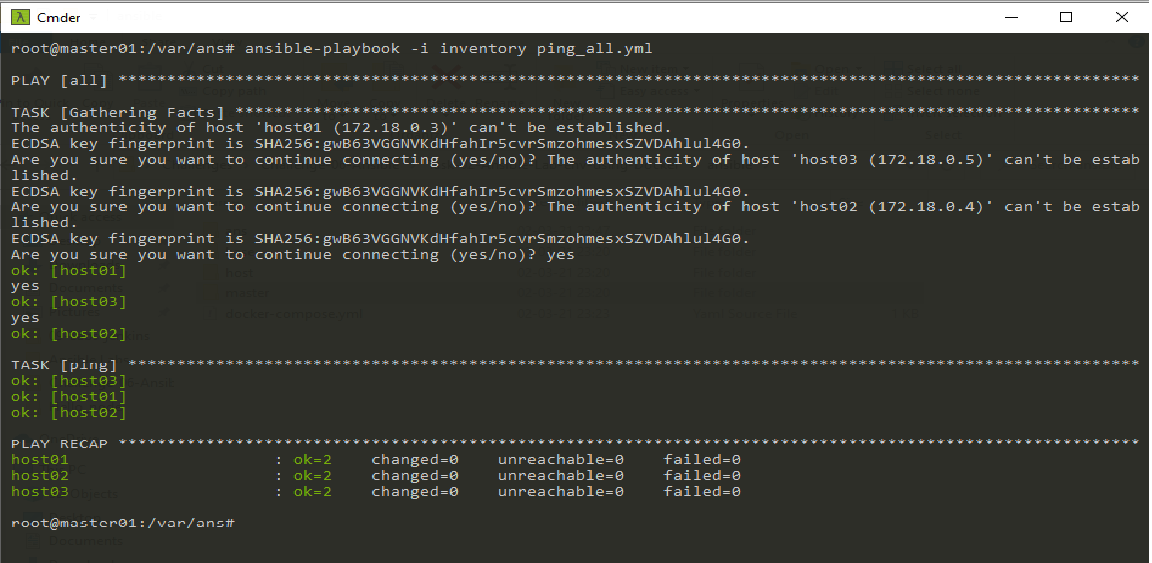 Cmder
root@master01:/var/ans# ansible-playbook -i inventory ping_all.yml
PLAY [all] *********************************************************************************************************
TASK [Gathering Facts] *********************************************************************************************
The authenticity of host 'host01 (172.18.0.3)' can't be established.
ECDSA key fingerprint is SHA256:gwB63VGGNVKdHfahIr5cvrSmzohmesxSZVDAhlul4G0.
Are you sure you want to continue connecting (yes/no)? The authenticity of host 'host03 (172.18.0.5)' can't be estab
lished.
ECDSA key fingerprint is SHA256:gwB63VGGNVKdHfahIr5cvrSmzohmesxSZVDAhlul4G0.
Are you sure you want to continue connecting (yes/no)? The authenticity of host 'host02 (172.18.0.4)' can't be estab
lished.
ECDSA key fingerprint is SHA256:gwB63VGGNVKdHfahIr5cvrSmzohmesxSZVDAhlul4G0.
Are you sure you want to continue connecting (yes/no)? yes
ok: [host01]
yes
ok: [host03]
yes
ok: [host02]
TASK [ping] ********************************************************************************************************
ok: [host03]
ok: [host01]
ok: [host02]
PLAY RECAP *********************************************************************************************************
host01 : ok=2 changed=0 unreachable=0 failed=0
host02 : ok=2 changed=0 unreachable=0 failed=0
host03 : ok=2 changed=0 unreachable=0 failed=0
root@master01:/var/ans#